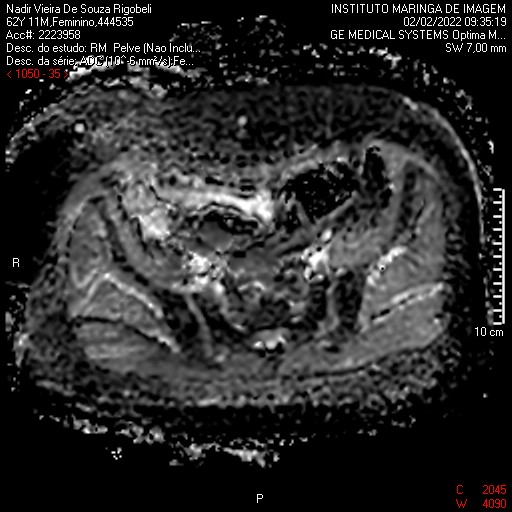 Nadir Vieira De Souza Rigobeli
62Y 11M,Feminino,444535
Acc#: 2223958
Desc. do estudo: RM Pelve (Nao Inclu...
Desc. da série: ADC (10^-6 mm²/s):Fe...
< 1050 - 35 >
INSTITUTO MARINGA DE IMAGEM
02/02/2022 09:35:19
GE MEDICAL SYSTEMS Optima M...
SW 7,00 mm
R
10 cm
P
C 2045
W 4090